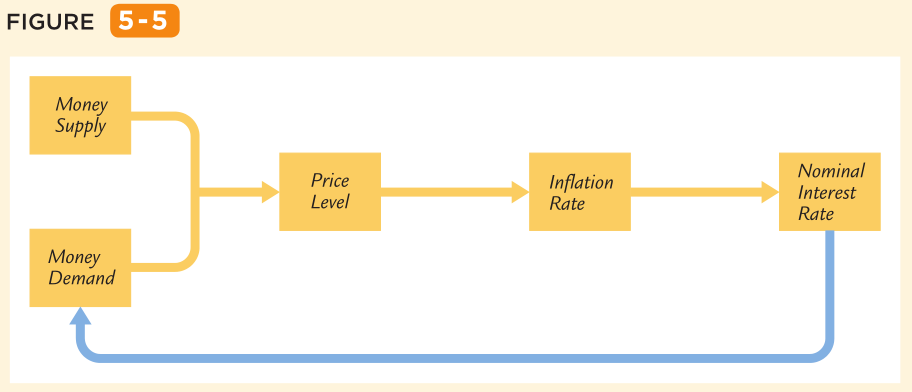 FIGURE 5-5
Money
Supply
Price
Level
Inflation
Rate
Nominal
Interest
Rate
Money
Demand